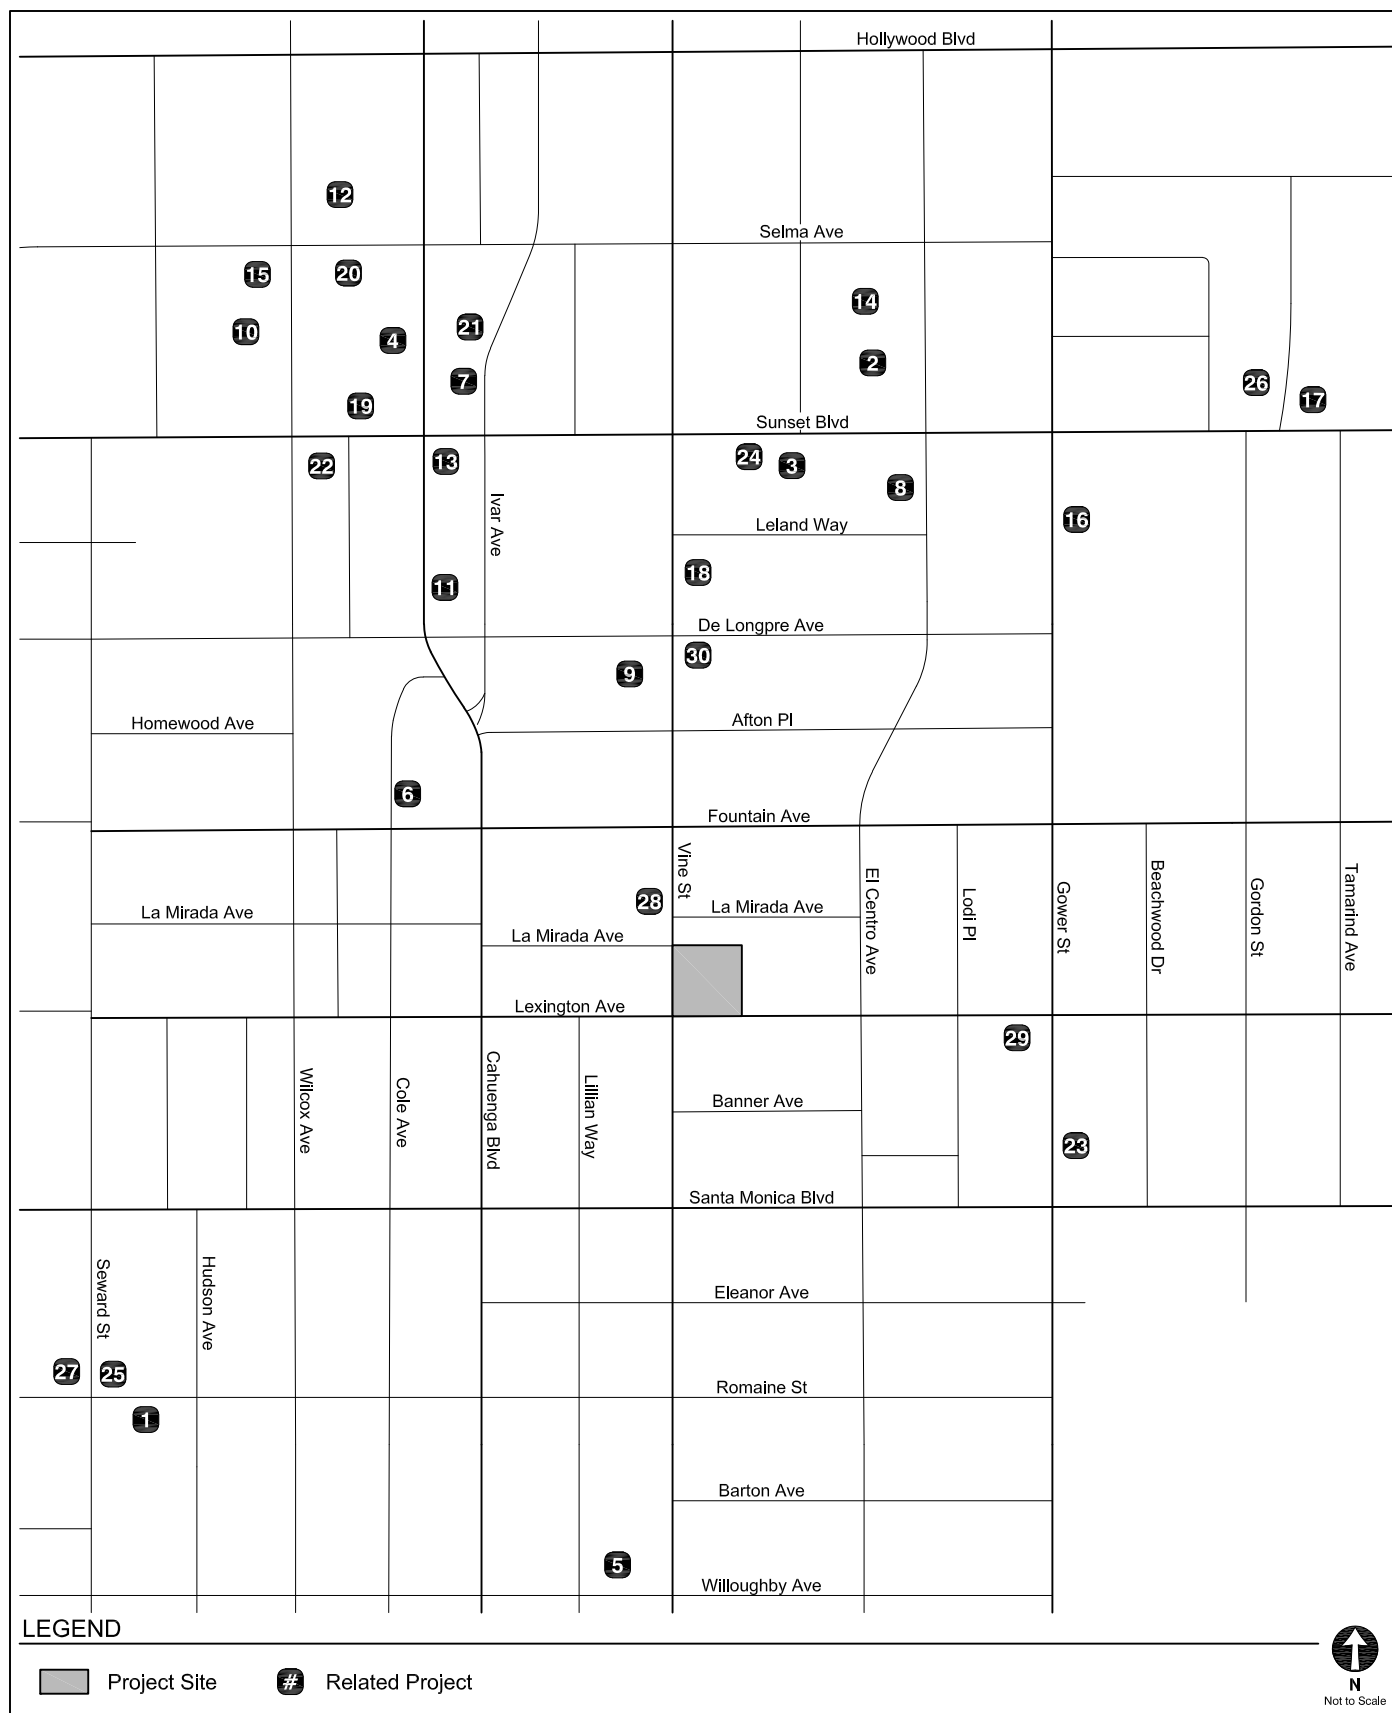 Hollywood Blvd
12
Selma Ave
15
20
14
10
4
21
2
7
19
26
17
Sunset Blvd
22
13
24
3
8
Ivar Ave
Leland Way
16
11
18
De Longpre Ave
9
30
Homewood Ave
Afton Pl
6
Fountain Ave
Vine St
La Mirada Ave
28
La Mirada Ave
La Mirada Ave
El Centro Ave
Lodi Pl
Gower St
Beachwood Dr
Gordon St
Tamarind Ave
Lexington Ave
29
Wilcox Ave
Cole Ave
Cahuenga Blvd
Lillian Way
Banner Ave
23
Santa Monica Blvd
Seward St
Hudson Ave
Eleanor Ave
27
25
Romaine St
1
Barton Ave
5
Willoughby Ave
LEGEND
Project Site
# Related Project
N
Not to Scale